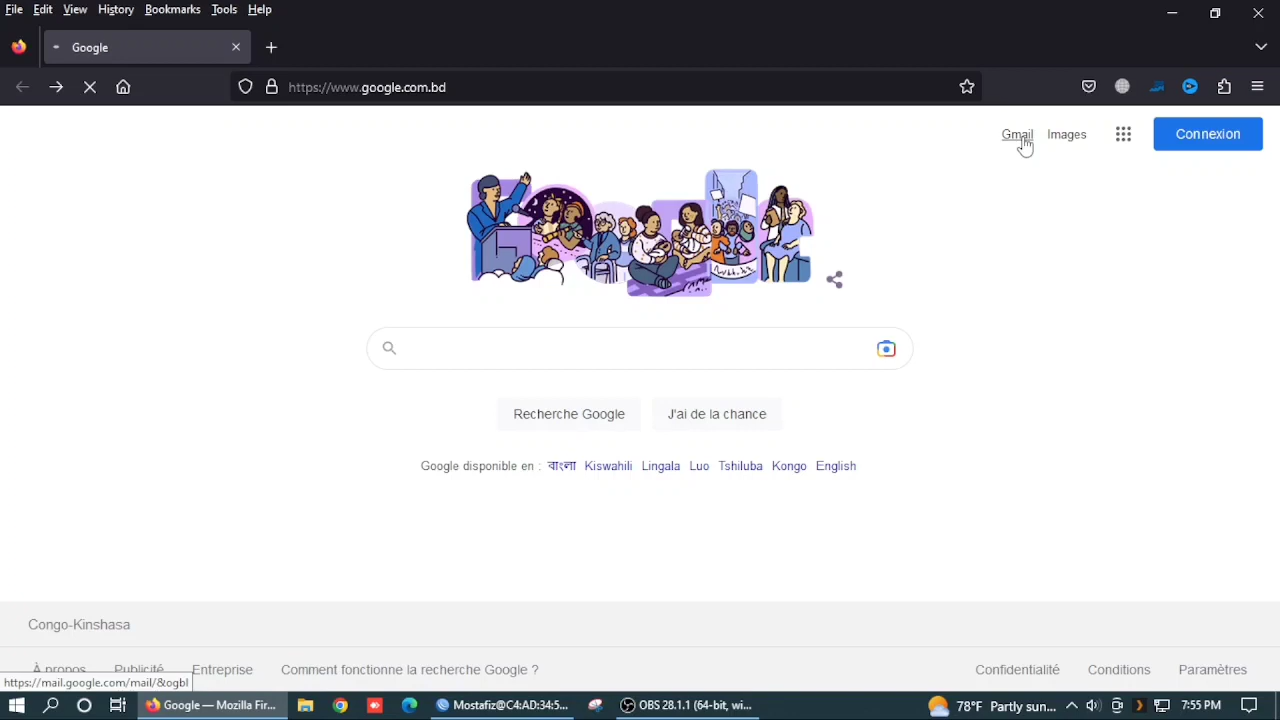 File Edit View History Bookmarks Tools Help
Google
https://www.google.com.bd
Gmail Images Connexion
Recherche Google J'ai de la chance
Google disponible en : বাংলা Kiswahili Lingala Luo Tshiluba Kongo English
Congo-Kinshasa
À propos Publicité Entreprise Comment fonctionne la recherche Google ? Confidentialité Conditions Paramètres
https://mail.google.com/mail/&ogbl
Google — Mozilla Fir... Mostafiz@C4:AD:34:5... OBS 28.1.1 (64-bit, wi... 78°F Partly sun... 7:55 PM